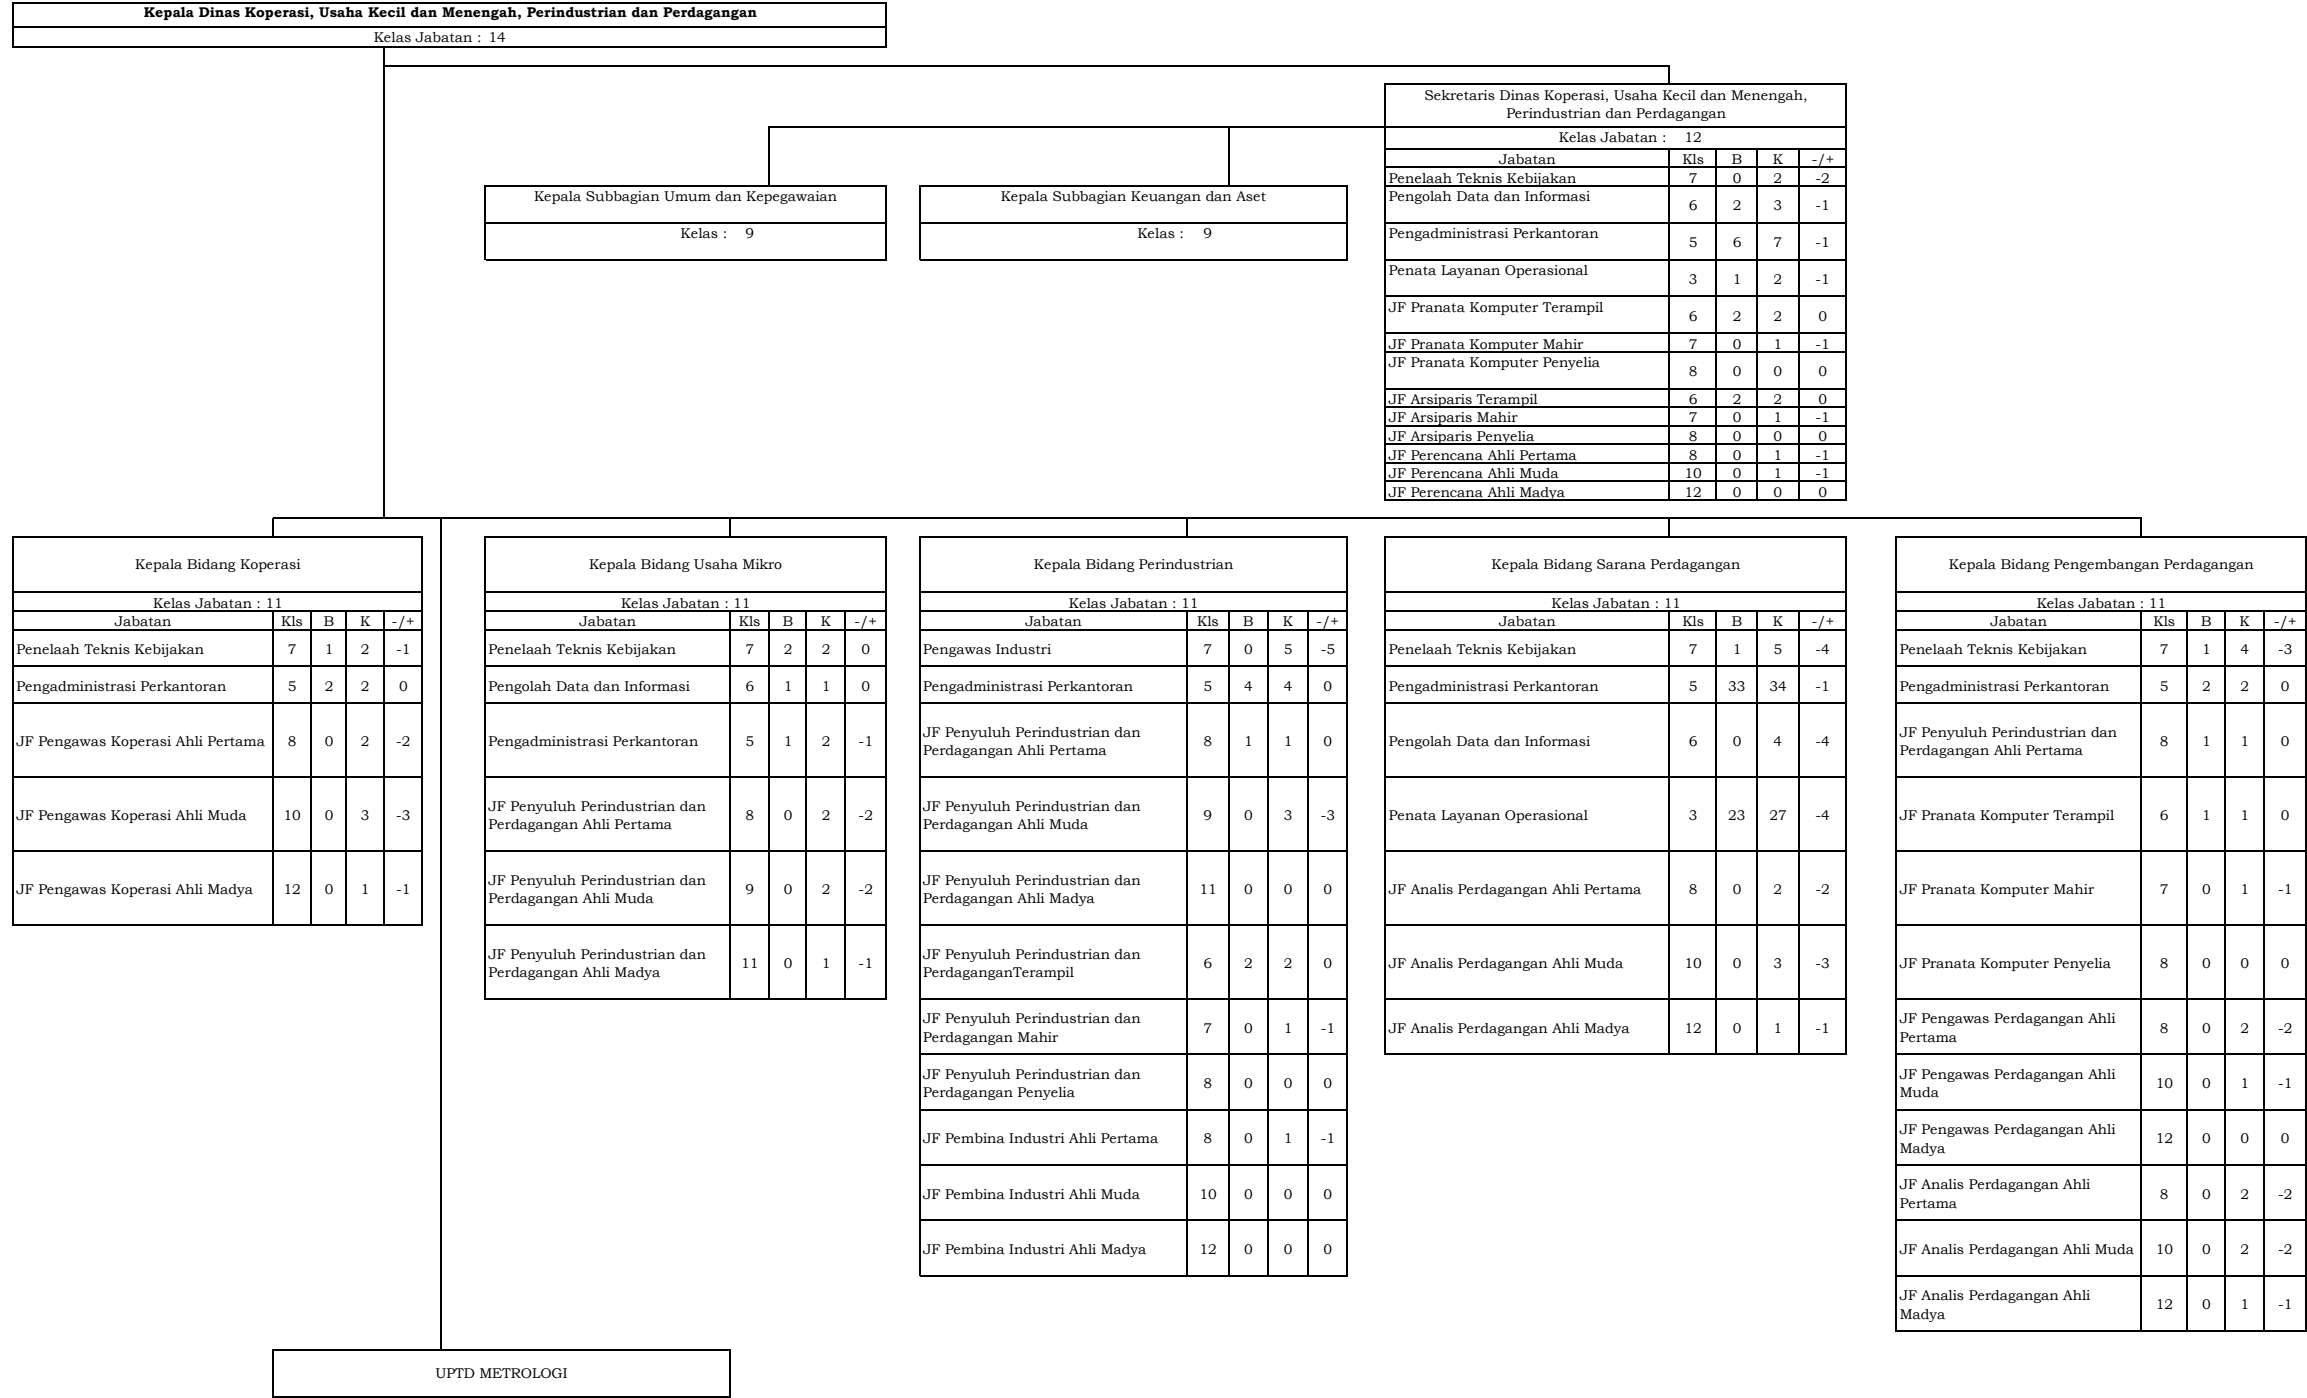 Kepala Dinas Koperasi, Usaha Kecil dan Menengah, Perindustrian dan Perdagangan
Kelas Jabatan : 14
Sekretaris Dinas Koperasi, Usaha Kecil dan Menengah,
Perindustrian dan Perdagangan
Kelas Jabatan : 12
Jabatan Kls B K -/+
Penelaah Teknis Kebijakan 7 0 2 -2
Pengolah Data dan Informasi 6 2 3 -1
Pengadministrasi Perkantoran 5 6 7 -1
Penata Layanan Operasional 3 1 2 -1
JF Pranata Komputer Terampil 6 2 2 0
JF Pranata Komputer Mahir 7 0 1 -1
JF Pranata Komputer Penyelia 8 0 0 0
JF Arsiparis Terampil 6 2 2 0
JF Arsiparis Mahir 7 0 1 -1
JF Arsiparis Penyelia 8 0 0 0
JF Perencana Ahli Pertama 8 0 1 -1
JF Perencana Ahli Muda 10 0 1 -1
JF Perencana Ahli Madya 12 0 0 0
Kepala Subbagian Umum dan Kepegawaian
Kelas : 9
Kepala Subbagian Keuangan dan Aset
Kelas : 9
Kepala Bidang Koperasi
Kelas Jabatan : 11
Jabatan Kls B K -/+
Penelaah Teknis Kebijakan 7 1 2 -1
Pengadministrasi Perkantoran 5 2 2 0
JF Pengawas Koperasi Ahli Pertama 8 0 2 -2
JF Pengawas Koperasi Ahli Muda 10 0 3 -3
JF Pengawas Koperasi Ahli Madya 12 0 1 -1
Kepala Bidang Usaha Mikro
Kelas Jabatan : 11
Jabatan Kls B K -/+
Penelaah Teknis Kebijakan 7 2 2 0
Pengolah Data dan Informasi 6 1 1 0
Pengadministrasi Perkantoran 5 1 2 -1
JF Penyuluh Perindustrian dan
Perdagangan Ahli Pertama 8 0 2 -2
JF Penyuluh Perindustrian dan
Perdagangan Ahli Muda 9 0 2 -2
JF Penyuluh Perindustrian dan
Perdagangan Ahli Madya 11 0 1 -1
Kepala Bidang Perindustrian
Kelas Jabatan : 11
Jabatan Kls B K -/+
Pengawas Industri 7 0 5 -5
Pengadministrasi Perkantoran 5 4 4 0
JF Penyuluh Perindustrian dan
Perdagangan Ahli Pertama 8 1 1 0
JF Penyuluh Perindustrian dan
Perdagangan Ahli Muda 9 0 3 -3
JF Penyuluh Perindustrian dan
Perdagangan Ahli Madya 11 0 0 0
JF Penyuluh Perindustrian dan
PerdaganganTerampil 6 2 2 0
JF Penyuluh Perindustrian dan
Perdagangan Mahir 7 0 1 -1
JF Penyuluh Perindustrian dan
Perdagangan Penyelia 8 0 0 0
JF Pembina Industri Ahli Pertama 8 0 1 -1
JF Pembina Industri Ahli Muda 10 0 0 0
JF Pembina Industri Ahli Madya 12 0 0 0
Kepala Bidang Sarana Perdagangan
Kelas Jabatan : 11
Jabatan Kls B K -/+
Penelaah Teknis Kebijakan 7 1 5 -4
Pengadministrasi Perkantoran 5 33 34 -1
Pengolah Data dan Informasi 6 0 4 -4
Penata Layanan Operasional 3 23 27 -4
JF Analis Perdagangan Ahli Pertama 8 0 2 -2
JF Analis Perdagangan Ahli Muda 10 0 3 -3
JF Analis Perdagangan Ahli Madya 12 0 1 -1
Kepala Bidang Pengembangan Perdagangan
Kelas Jabatan : 11
Jabatan Kls B K -/+
Penelaah Teknis Kebijakan 7 1 4 -3
Pengadministrasi Perkantoran 5 2 2 0
JF Penyuluh Perindustrian dan
Perdagangan Ahli Pertama 8 1 1 0
JF Pranata Komputer Terampil 6 1 1 0
JF Pranata Komputer Mahir 7 0 1 -1
JF Pranata Komputer Penyelia 8 0 0 0
JF Pengawas Perdagangan Ahli
Pertama 8 0 2 -2
JF Pengawas Perdagangan Ahli
Muda 10 0 1 -1
JF Pengawas Perdagangan Ahli
Madya 12 0 0 0
JF Analis Perdagangan Ahli
Pertama 8 0 2 -2
JF Analis Perdagangan Ahli Muda 10 0 2 -2
JF Analis Perdagangan Ahli
Madya 12 0 1 -1
UPTD METROLOGI